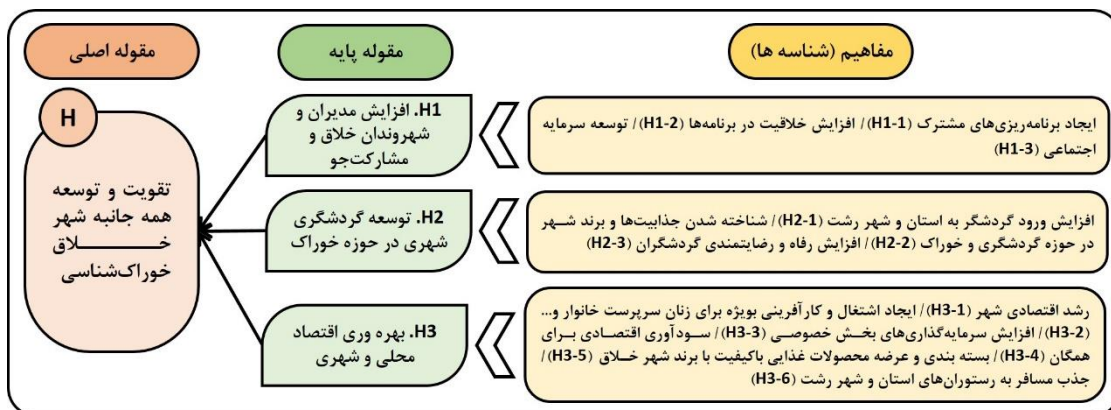 مفاهیم (شناسه ها)
مقوله پایه
مقوله اصلی
H
تقویت و توسعه
همه جانبه شهر
خلاق
خوراک‌شناسی
H1. افزایش مدیران و
شهروندان خلاق و
مشارکت‌جو
ایجاد برنامه‌ریزی‌های مشترک (H1-1)/ افزایش خلاقیت در برنامه‌ها (H1-2)/ توسعه سرمایه
اجتماعی (H1-3)
H2. توسعه گردشگری
شهری در حوزه خوراک
افزایش ورود گردشگر به استان و شهر رشت (H2-1)/ شناخته شدن جذابیت‌ها و برند شهر
در حوزه گردشگری و خوراک (H2-2)/ افزایش رفاه و رضایتمندی گردشگران (H2-3)
H3. بهره وری اقتصاد
محلی و شهری
رشد اقتصادی شهر (H3-1)/ ایجاد اشتغال و کارآفرینی بویژه برای زنان سرپرست خانوار و...
(H3-2)/ افزایش سرمایه‌گذاری‌های بخش خصوصی (H3-3)/ سودآوری اقتصادی برای
همگان (H3-4)/ بسته بندی و عرضه محصولات غذایی باکیفیت با برند شهر خلاق (H3-5)/
جذب مسافر به رستوران‌های استان و شهر رشت (H3-6)